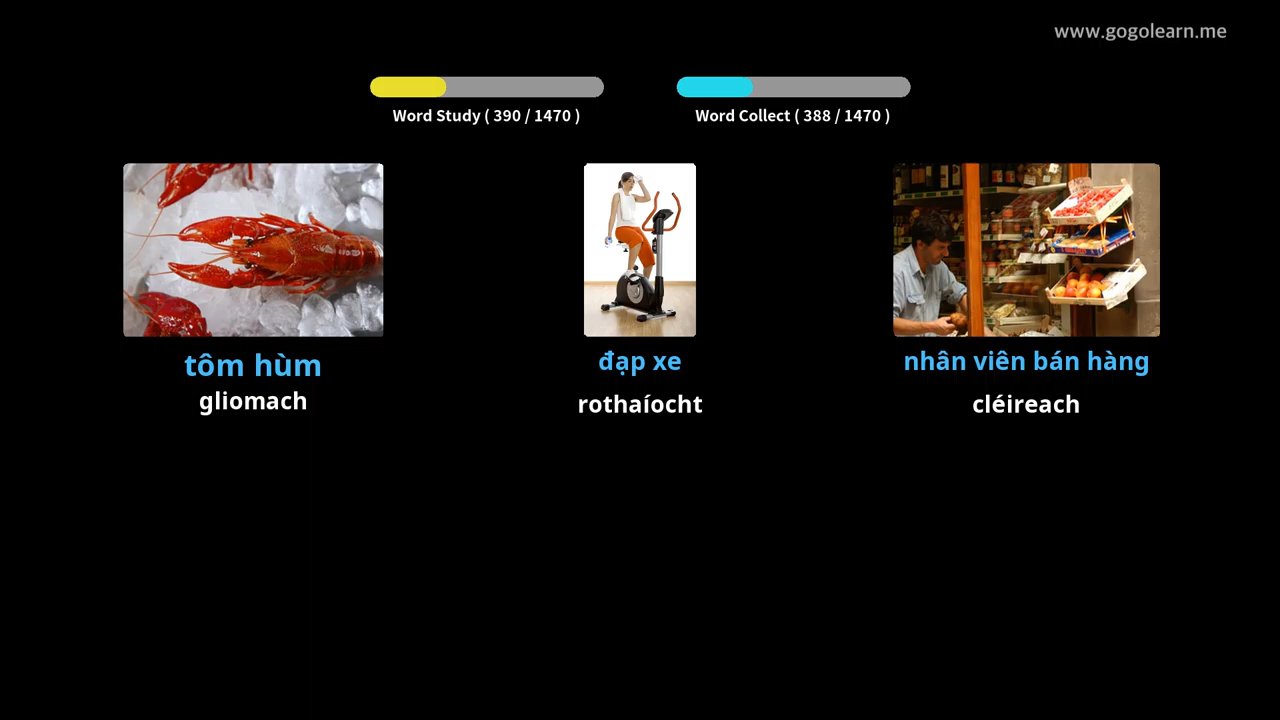 www.gogolearn.me
Word Study ( 390 / 1470 )
Word Collect ( 388 / 1470 )
tôm hùm
gliomach
đạp xe
rothaíocht
nhân viên bán hàng
cléireach